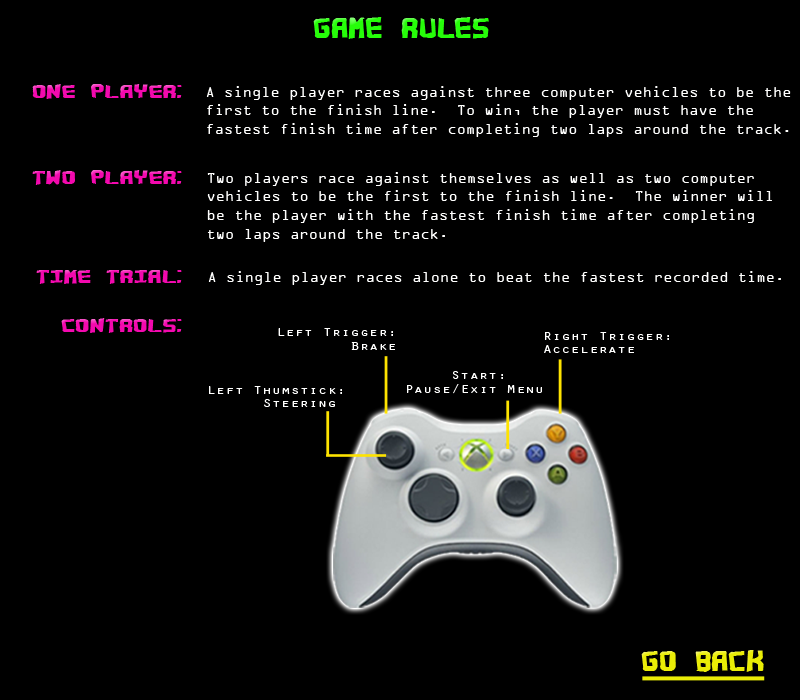 GAME RULES
ONE PLAYER: A single player races against three computer vehicles to be the
first to the finish line. To win, the player must have the
fastest finish time after completing two laps around the track.
TWO PLAYER: Two players race against themselves as well as two computer
vehicles to be the first to the finish line. The winner will
be the player with the fastest finish time after completing
two laps around the track.
TIME TRIAL: A single player races alone to beat the fastest recorded time.
CONTROLS:
LEFT TRIGGER:
BRAKE
RIGHT TRIGGER:
ACCELERATE
START:
PAUSE/EXIT MENU
LEFT THUMSTICK:
STEERING
Y
X
B
A
GO BACK